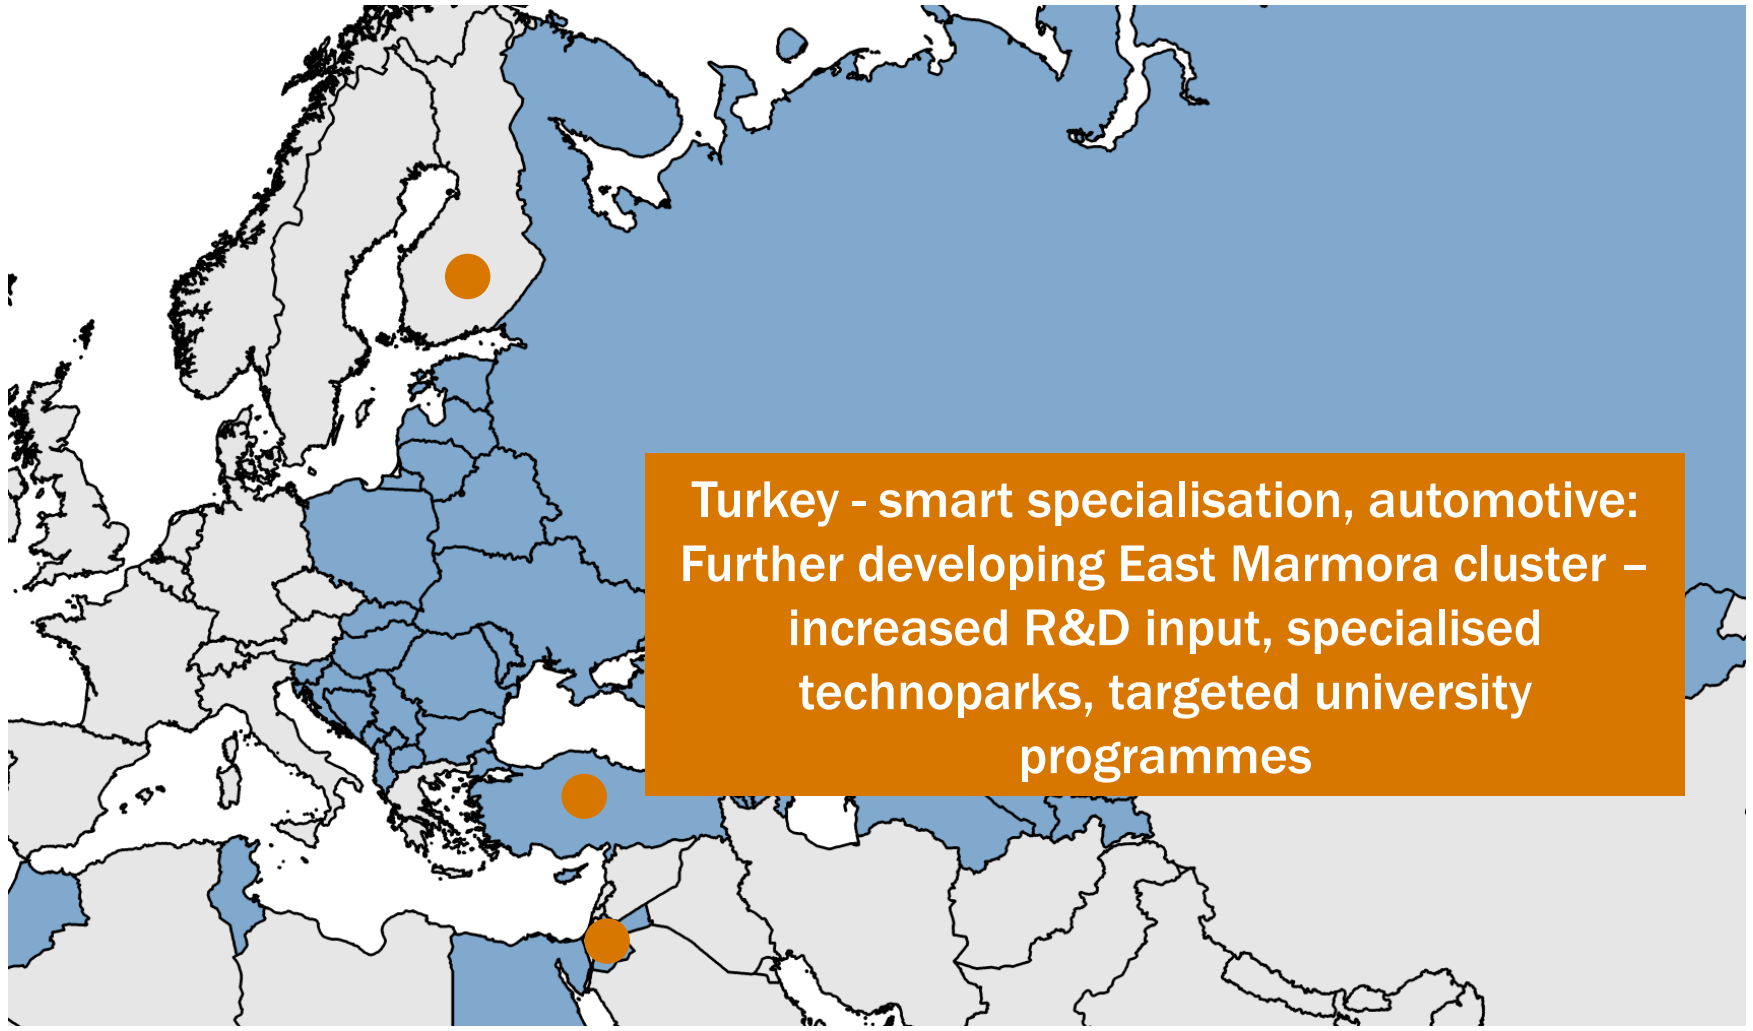 Turkey - smart specialisation, automotive:
Further developing East Marmora cluster –
increased R&D input, specialised
technoparks, targeted university
programmes